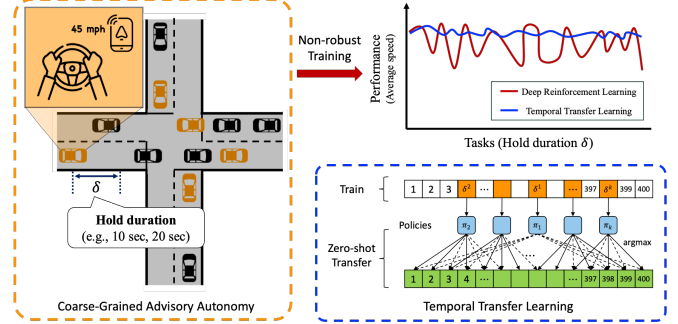 45 mph
δ
Hold duration
(e.g., 10 sec, 20 sec)
Coarse-Grained Advisory Autonomy
Non-robust
Training
Performance
(Average speed)
Deep Reinforcement Learning
Temporal Transfer Learning
Tasks (Hold duration δ)
Train
1 2 3 δ² ... δ¹ ... 397 δᵏ 399 400
Policies
π₂ π₁ πₖ
Zero-shot
Transfer
...
argmax
1 2 3 4 ... ... 397 398 399 400
Temporal Transfer Learning